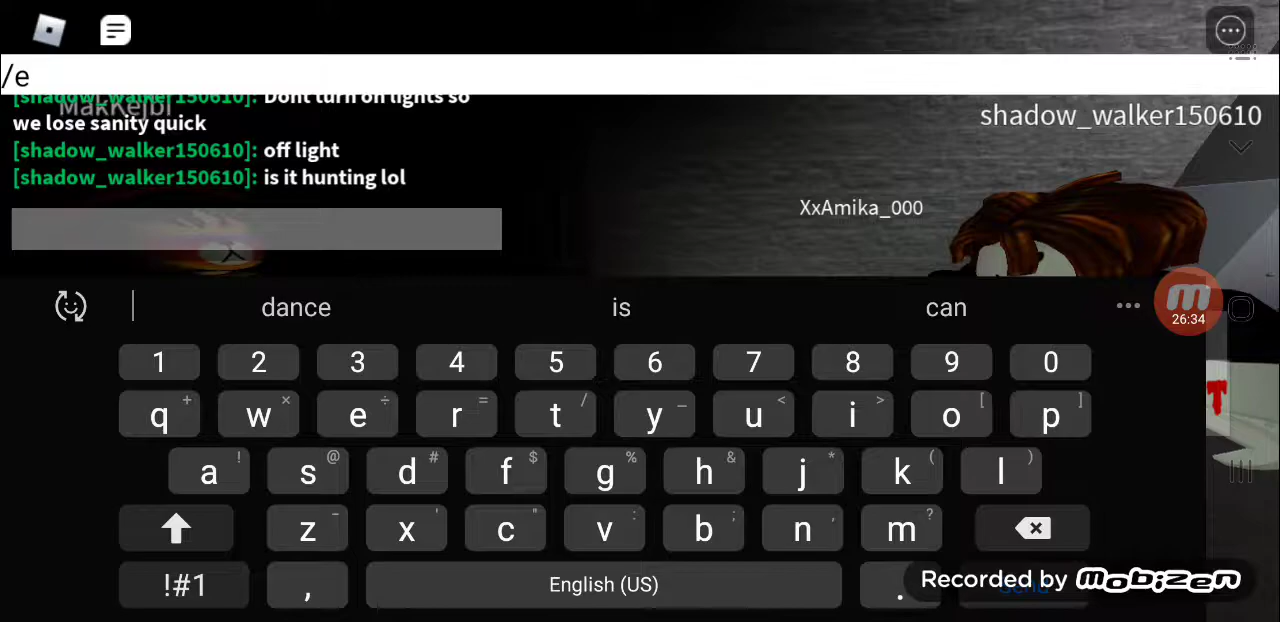 /e
MakKejbl
[shadow_walker150610]: Dont turn on lights so
we lose sanity quick
[shadow_walker150610]: off light
[shadow_walker150610]: is it hunting lol
shadow_walker150610
XxAmika_000
dance is can
26:34
1 2 3 4 5 6 7 8 9 0
q + w × e ÷ r = t / y _ u < i > o [ p ]
T
a ! s @ d # f $ g % h & j * k ( l )
z - x ' c " v : b ; n , m ?
!#1 , English (US) .
Recorded by mobizen